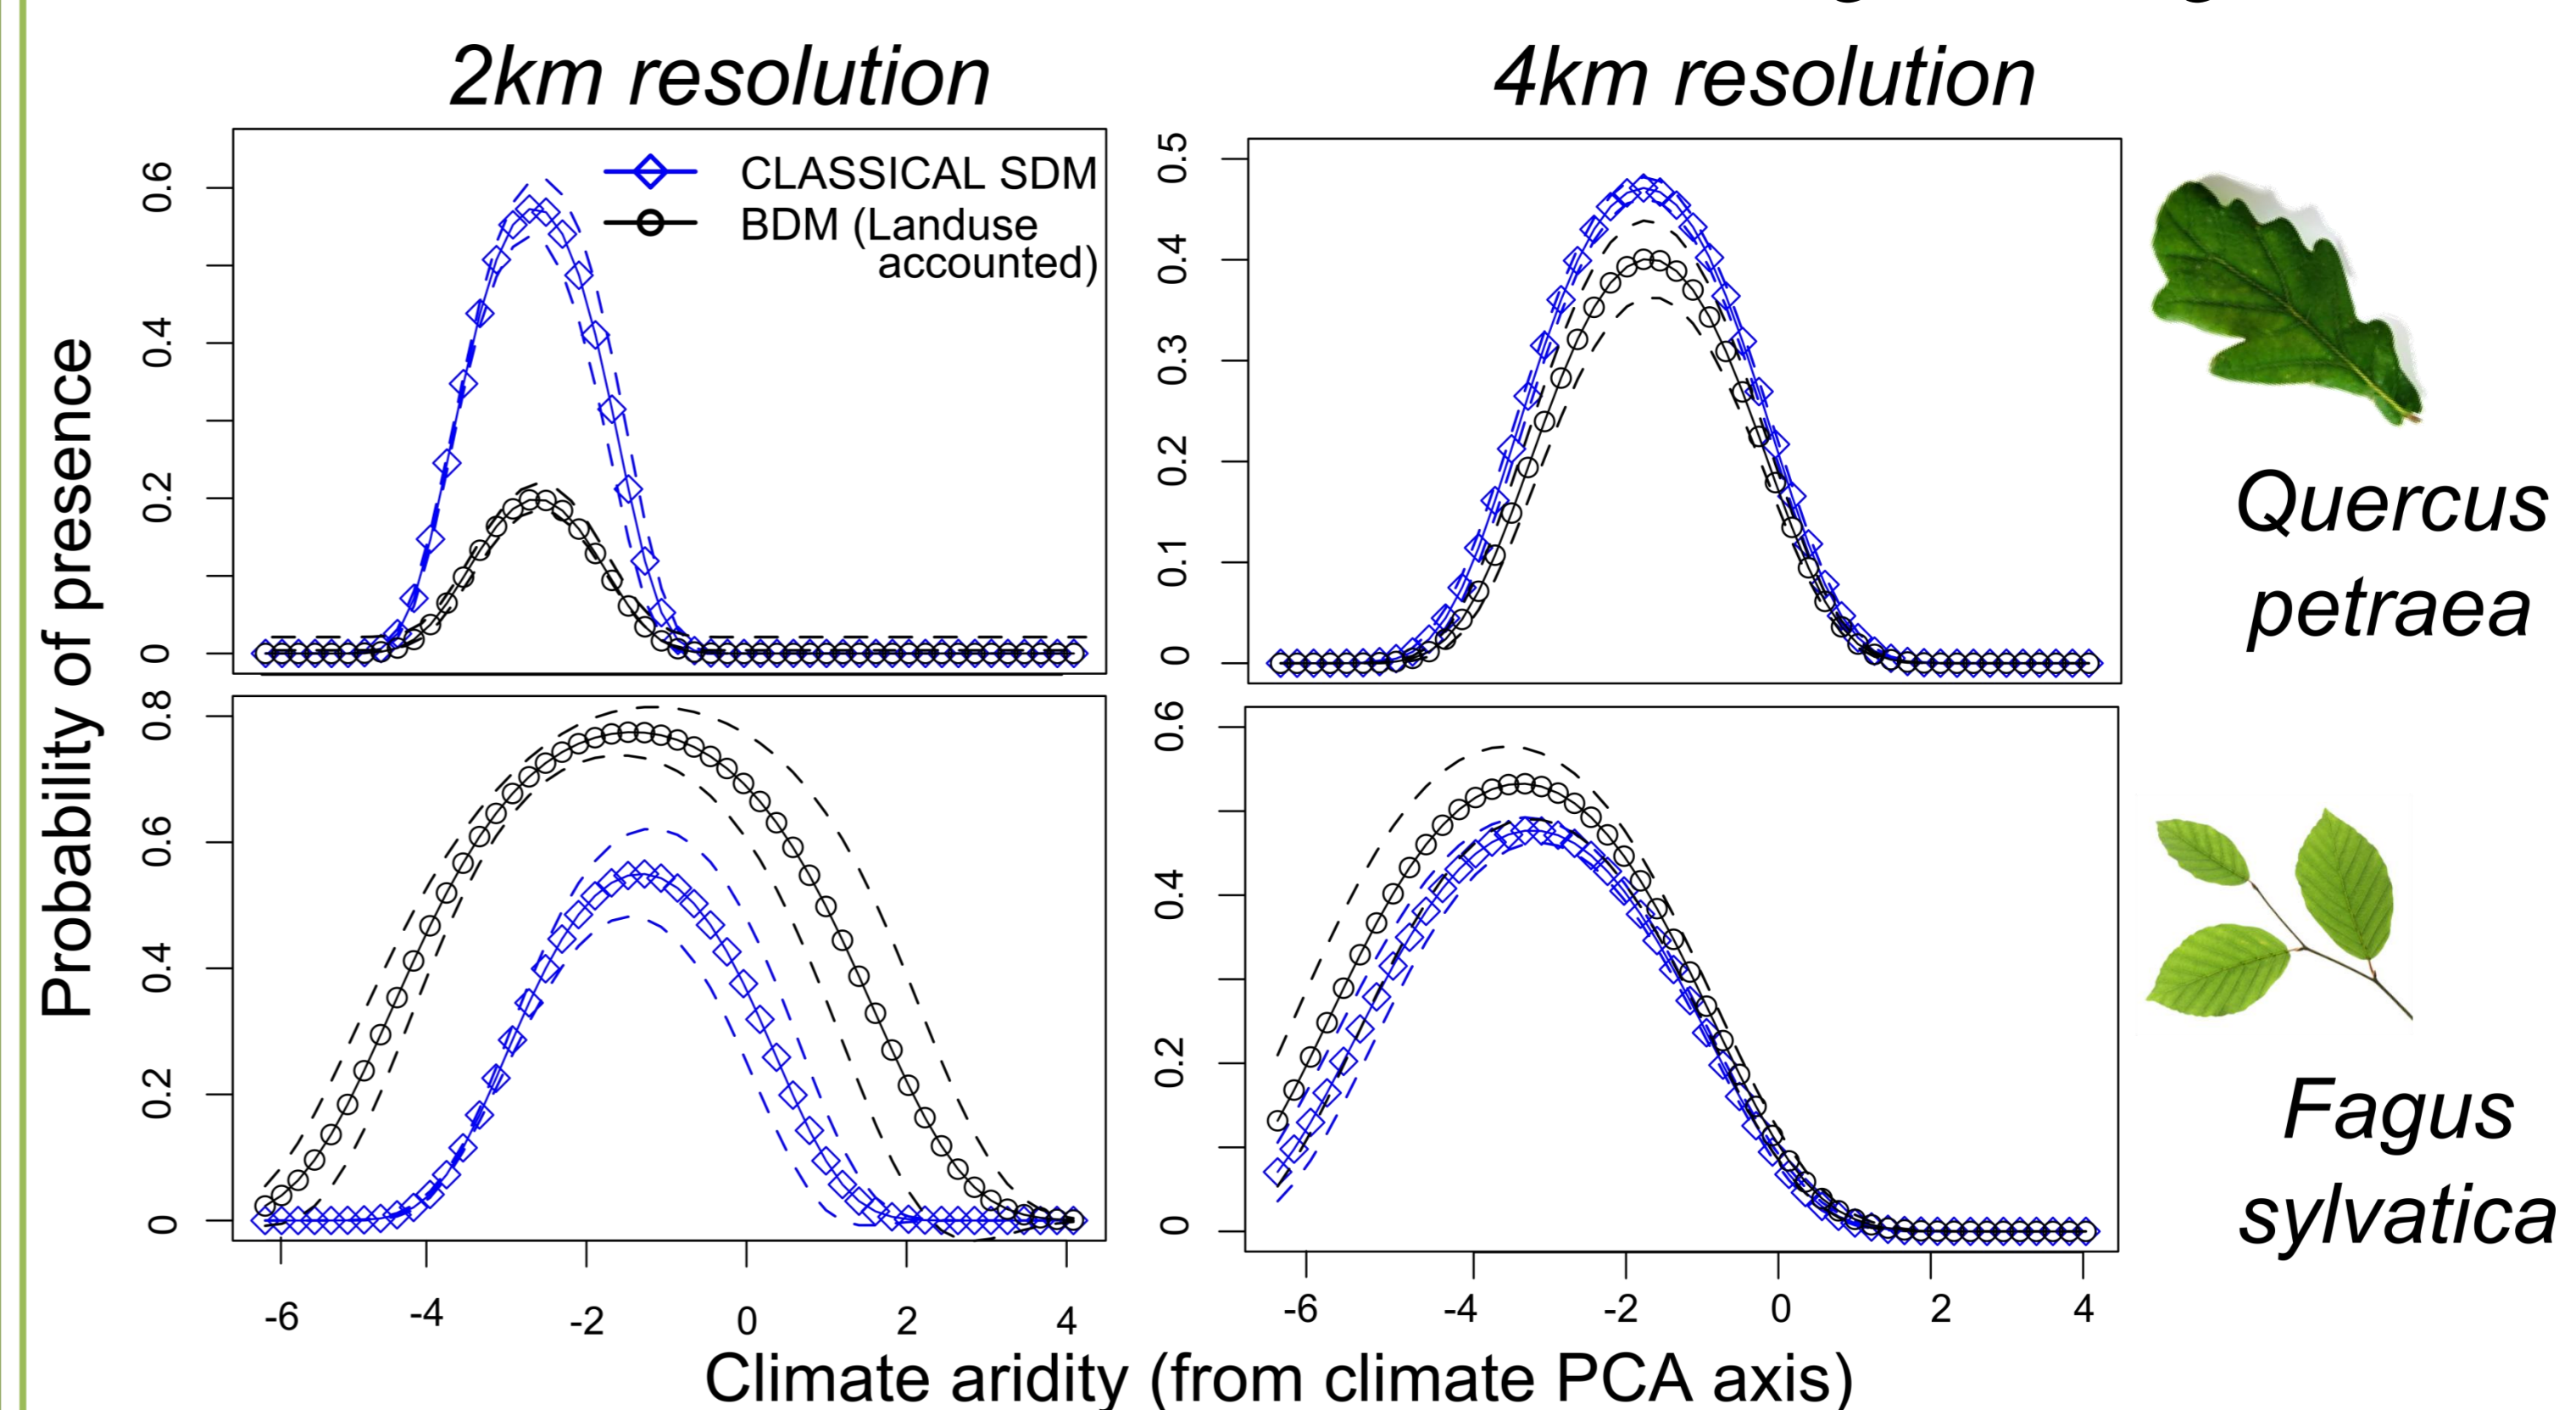 2km resolution
4km resolution
CLASSICAL SDM
BDM (Landuse
accounted)
0.6
0.4
0.2
0
0.5
0.4
0.3
0.2
0.1
0
Quercus
petraea
Probability of presence
0.8
0.6
0.4
0.2
0
0.6
0.4
0.2
0
Fagus
sylvatica
-6 -4 -2 0 2 4
-6 -4 -2 0 2 4
Climate aridity (from climate PCA axis)